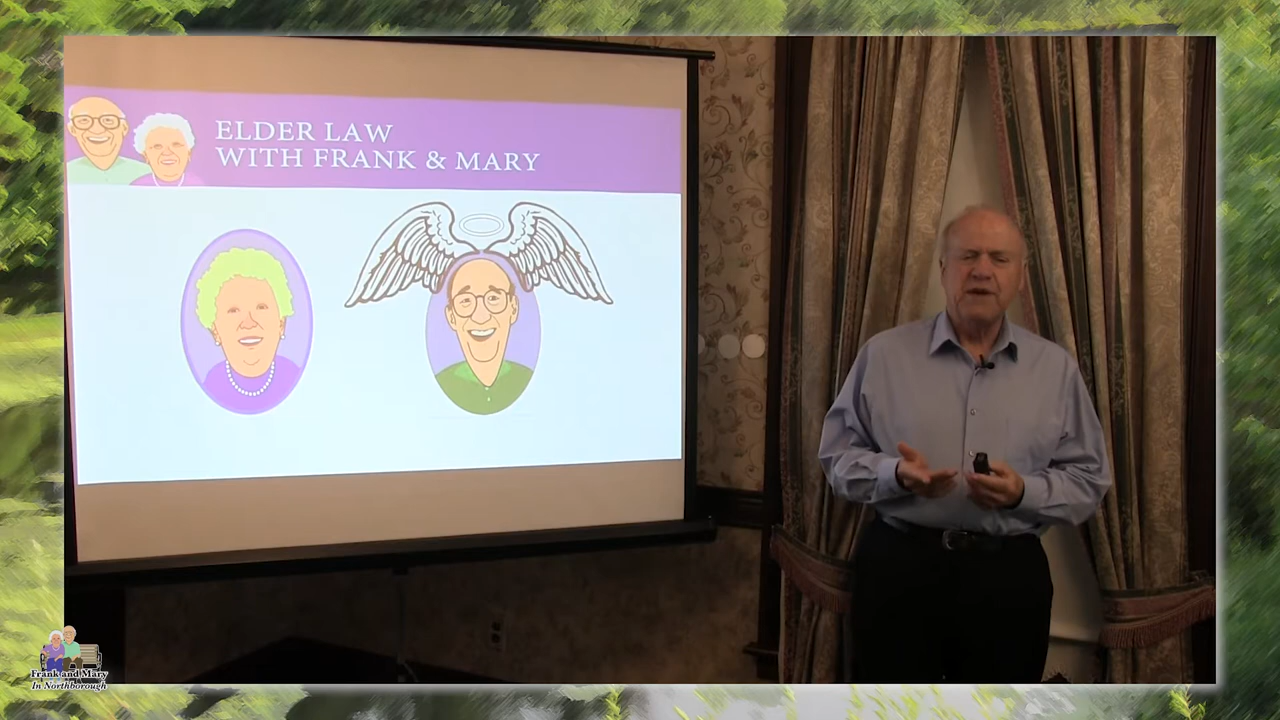 ELDER LAW
WITH FRANK & MARY
Frank and Mary
In Northborough